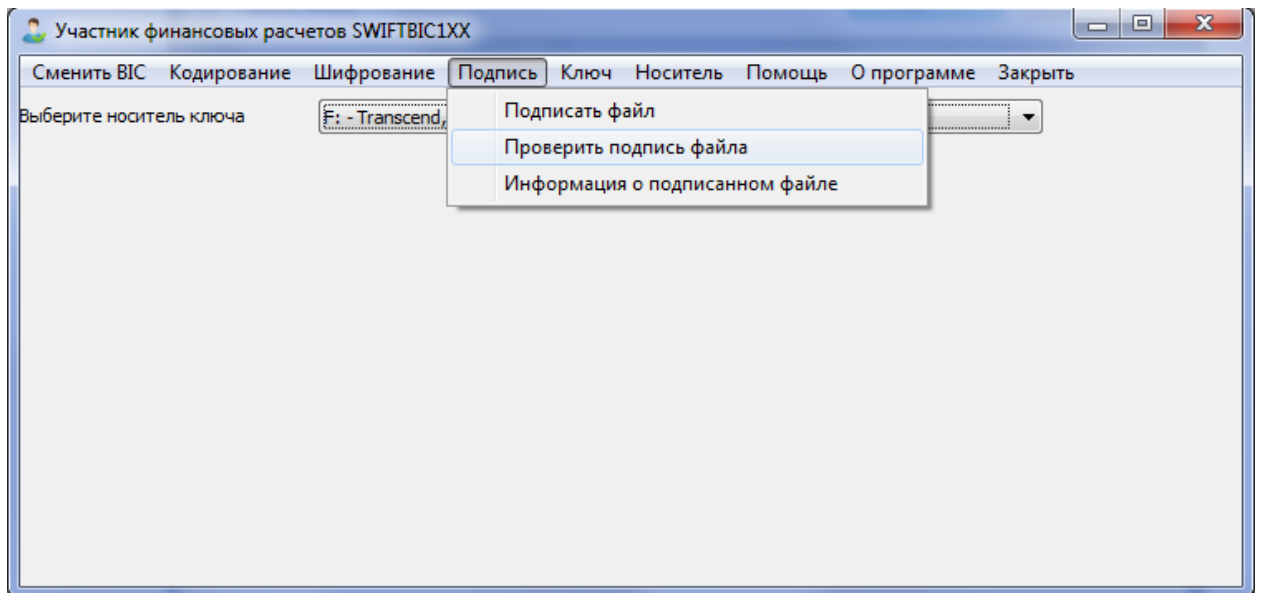 Участник финансовых расчетов SWIFTBIC1XX
Сменить BIC Кодирование Шифрование Подпись Ключ Носитель Помощь О программе Закрыть
Выберите носитель ключа F: - Transcend,
Подписать файл
Проверить подпись файла
Информация о подписанном файле